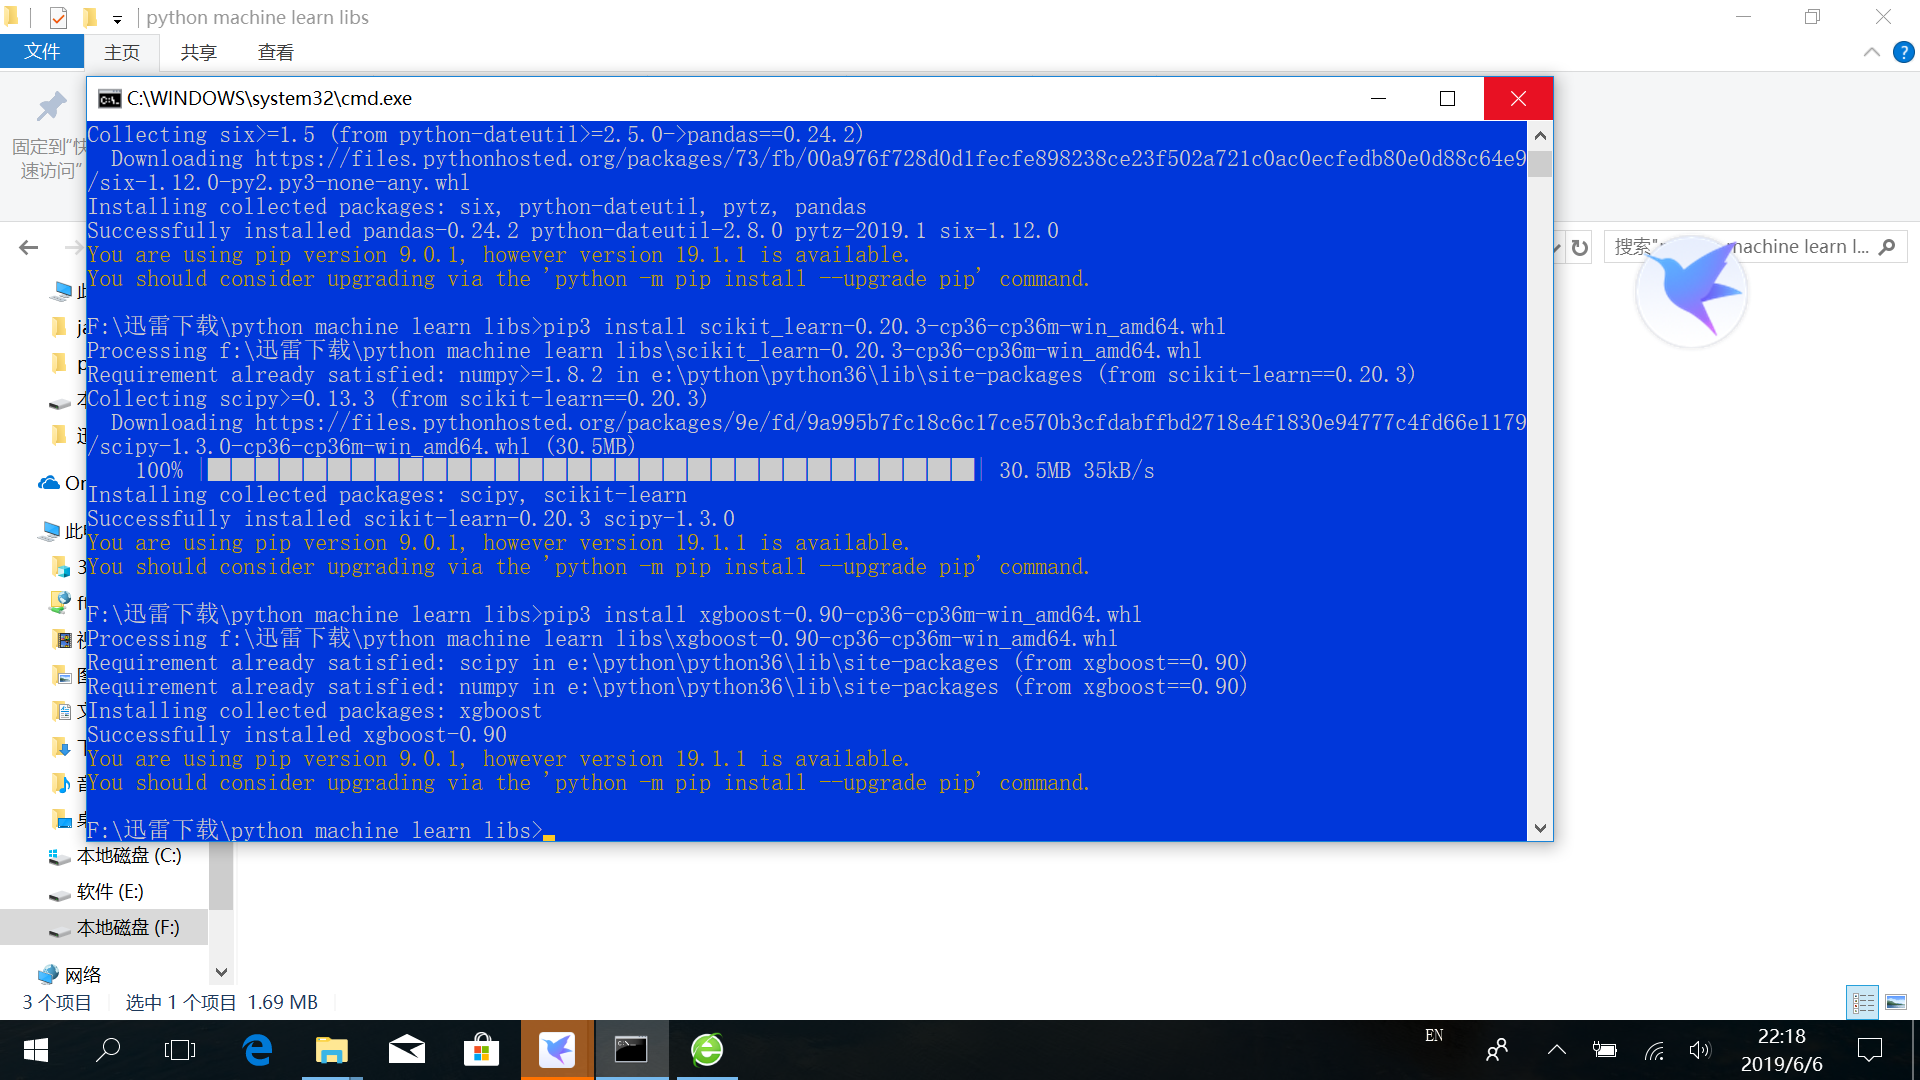 python machine learn libs
文件
主页
共享
查看
固定到"快
速访问"
C:\WINDOWS\system32\cmd.exe
Collecting six>=1.5 (from python-dateutil>=2.5.0->pandas==0.24.2)
Downloading https://files.pythonhosted.org/packages/73/fb/00a976f728d0d1fecfe898238ce23f502a721c0ac0ecfedb80e0d88c64e9
/six-1.12.0-py2.py3-none-any.whl
Installing collected packages: six, python-dateutil, pytz, pandas
Successfully installed pandas-0.24.2 python-dateutil-2.8.0 pytz-2019.1 six-1.12.0
You are using pip version 9.0.1, however version 19.1.1 is available.
You should consider upgrading via the 'python -m pip install --upgrade pip' command.
F:\迅雷下载\python machine learn libs>pip3 install scikit_learn-0.20.3-cp36-cp36m-win_amd64.whl
Processing f:\迅雷下载\python machine learn libs\scikit_learn-0.20.3-cp36-cp36m-win_amd64.whl
Requirement already satisfied: numpy>=1.8.2 in e:\python\python36\lib\site-packages (from scikit-learn==0.20.3)
Collecting scipy>=0.13.3 (from scikit-learn==0.20.3)
Downloading https://files.pythonhosted.org/packages/9e/fd/9a995b7fc18c6c17ce570b3cfdabffbd2718e4f1830e94777c4fd66e1179
/scipy-1.3.0-cp36-cp36m-win_amd64.whl (30.5MB)
100% 30.5MB 35kB/s
Installing collected packages: scipy, scikit-learn
Successfully installed scikit-learn-0.20.3 scipy-1.3.0
You are using pip version 9.0.1, however version 19.1.1 is available.
You should consider upgrading via the 'python -m pip install --upgrade pip' command.
F:\迅雷下载\python machine learn libs>pip3 install xgboost-0.90-cp36-cp36m-win_amd64.whl
Processing f:\迅雷下载\python machine learn libs\xgboost-0.90-cp36-cp36m-win_amd64.whl
Requirement already satisfied: scipy in e:\python\python36\lib\site-packages (from xgboost==0.90)
Requirement already satisfied: numpy in e:\python\python36\lib\site-packages (from xgboost==0.90)
Installing collected packages: xgboost
Successfully installed xgboost-0.90
You are using pip version 9.0.1, however version 19.1.1 is available.
You should consider upgrading via the 'python -m pip install --upgrade pip' command.
F:\迅雷下载\python machine learn libs>
搜索"
machine learn l...
本地磁盘 (C:)
软件 (E:)
本地磁盘 (F:)
网络
3 个项目
选中 1 个项目 1.69 MB
EN
22:18
2019/6/6